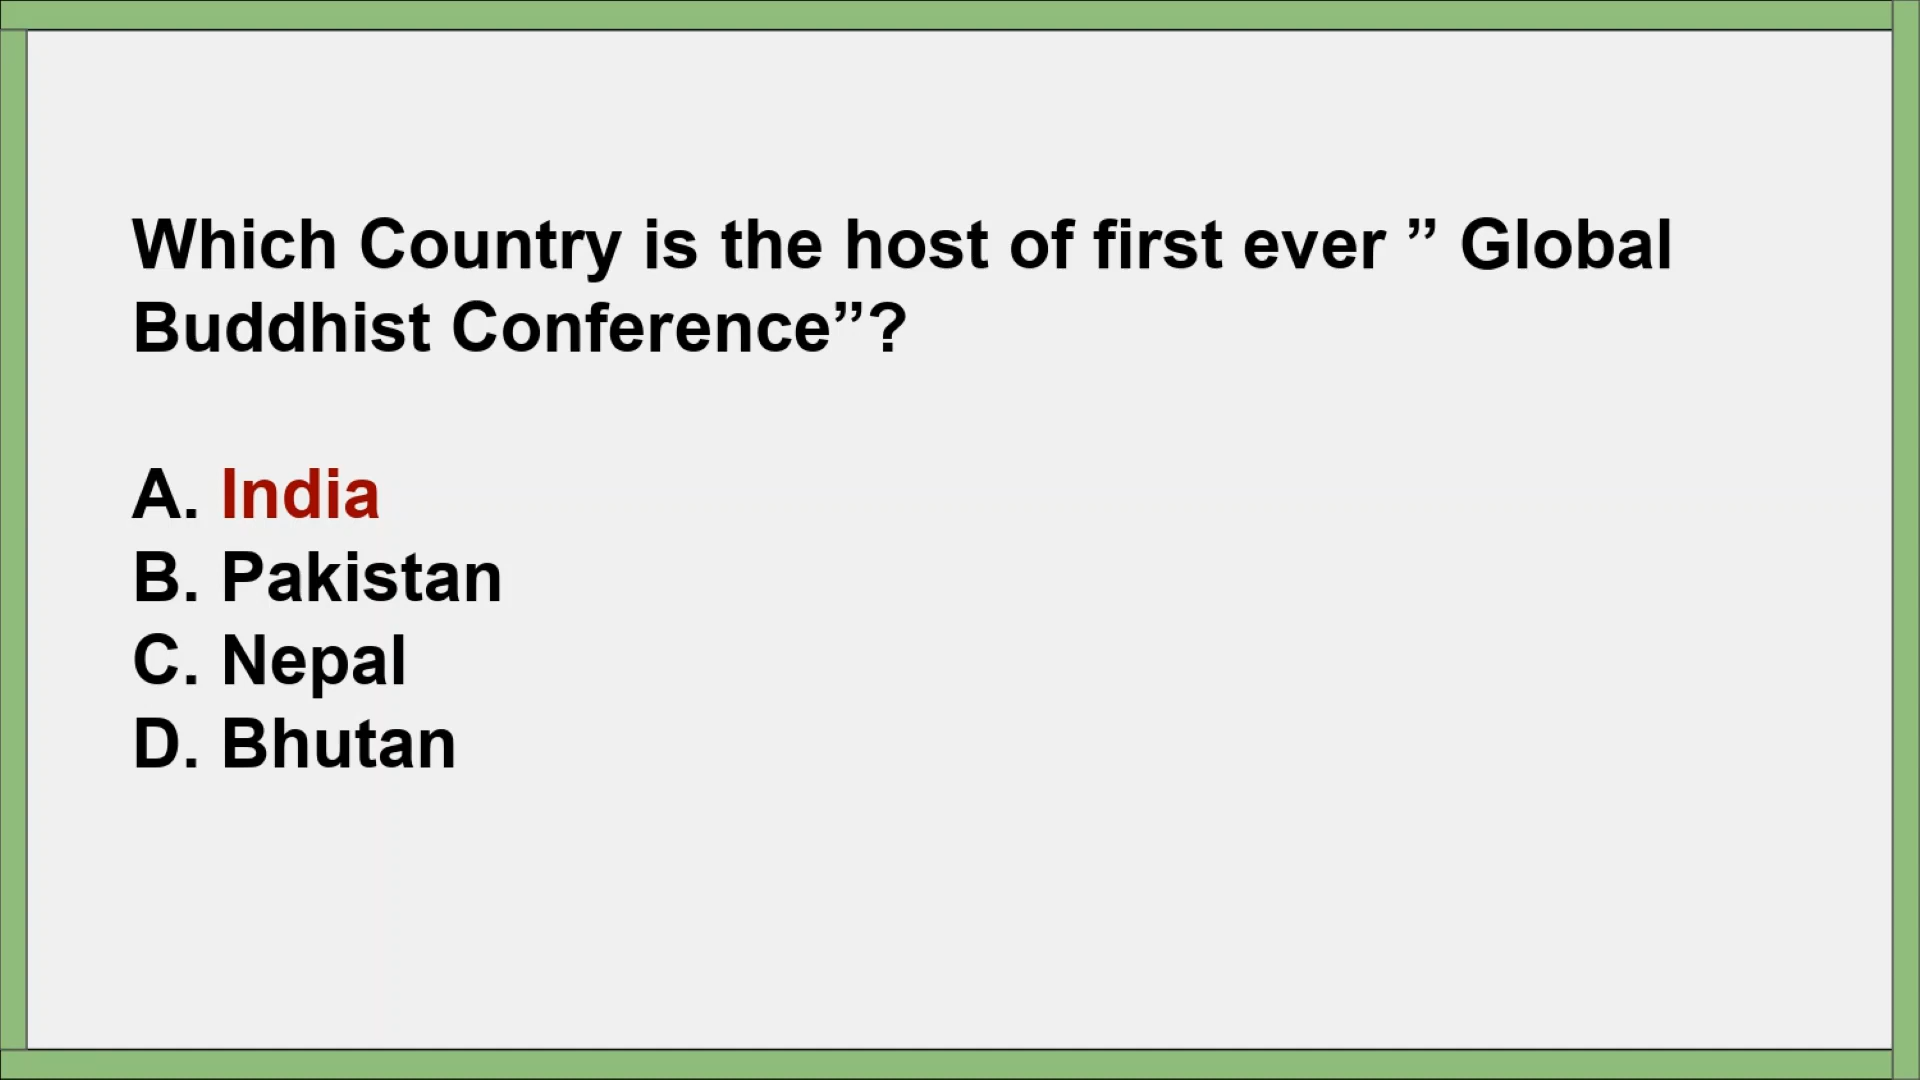 Which Country is the host of first ever ” Global
Buddhist Conference”?
A. India
B. Pakistan
C. Nepal
D. Bhutan